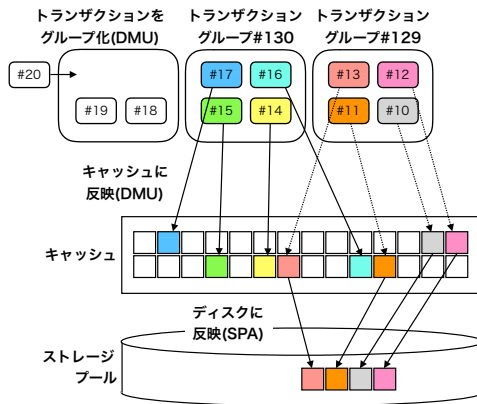 トランザクションを
グループ化(DMU)
トランザクション
グループ#130
トランザクション
グループ#129
#20
#17
#16
#13
#12
#19
#18
#15
#14
#11
#10
キャッシュに
反映(DMU)
キャッシュ
ディスクに
反映(SPA)
ストレージ
プール